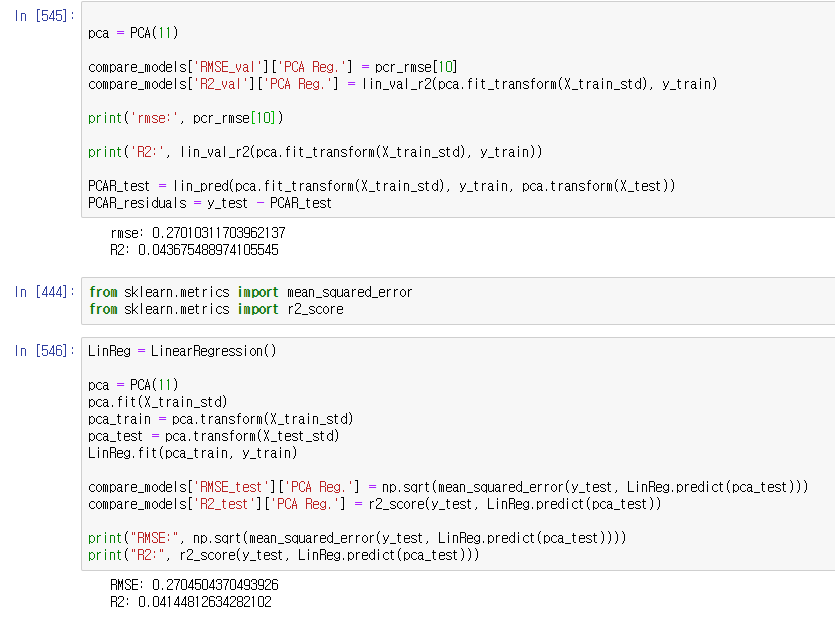 In [545]:
pca = PCA(11)
compare_models['RMSE_val']['PCA Reg.'] = pcr_rmse[10]
compare_models['R2_val']['PCA Reg.'] = lin_val_r2(pca.fit_transform(X_train_std), y_train)
print('rmse:', pcr_rmse[10])
print('R2:', lin_val_r2(pca.fit_transform(X_train_std), y_train))
PCAR_test = lin_pred(pca.fit_transform(X_train_std), y_train, pca.transform(X_test))
PCAR_residuals = y_test - PCAR_test
rmse: 0.27010311703962137
R2: 0.043675488974105545
In [444]:
from sklearn.metrics import mean_squared_error
from sklearn.metrics import r2_score
In [546]:
LinReg = LinearRegression()
pca = PCA(11)
pca.fit(X_train_std)
pca_train = pca.transform(X_train_std)
pca_test = pca.transform(X_test_std)
LinReg.fit(pca_train, y_train)
compare_models['RMSE_test']['PCA Reg.'] = np.sqrt(mean_squared_error(y_test, LinReg.predict(pca_test)))
compare_models['R2_test']['PCA Reg.'] = r2_score(y_test, LinReg.predict(pca_test))
print("RMSE:", np.sqrt(mean_squared_error(y_test, LinReg.predict(pca_test))))
print("R2:", r2_score(y_test, LinReg.predict(pca_test)))
RMSE: 0.2704504370493926
R2: 0.04144812634282102